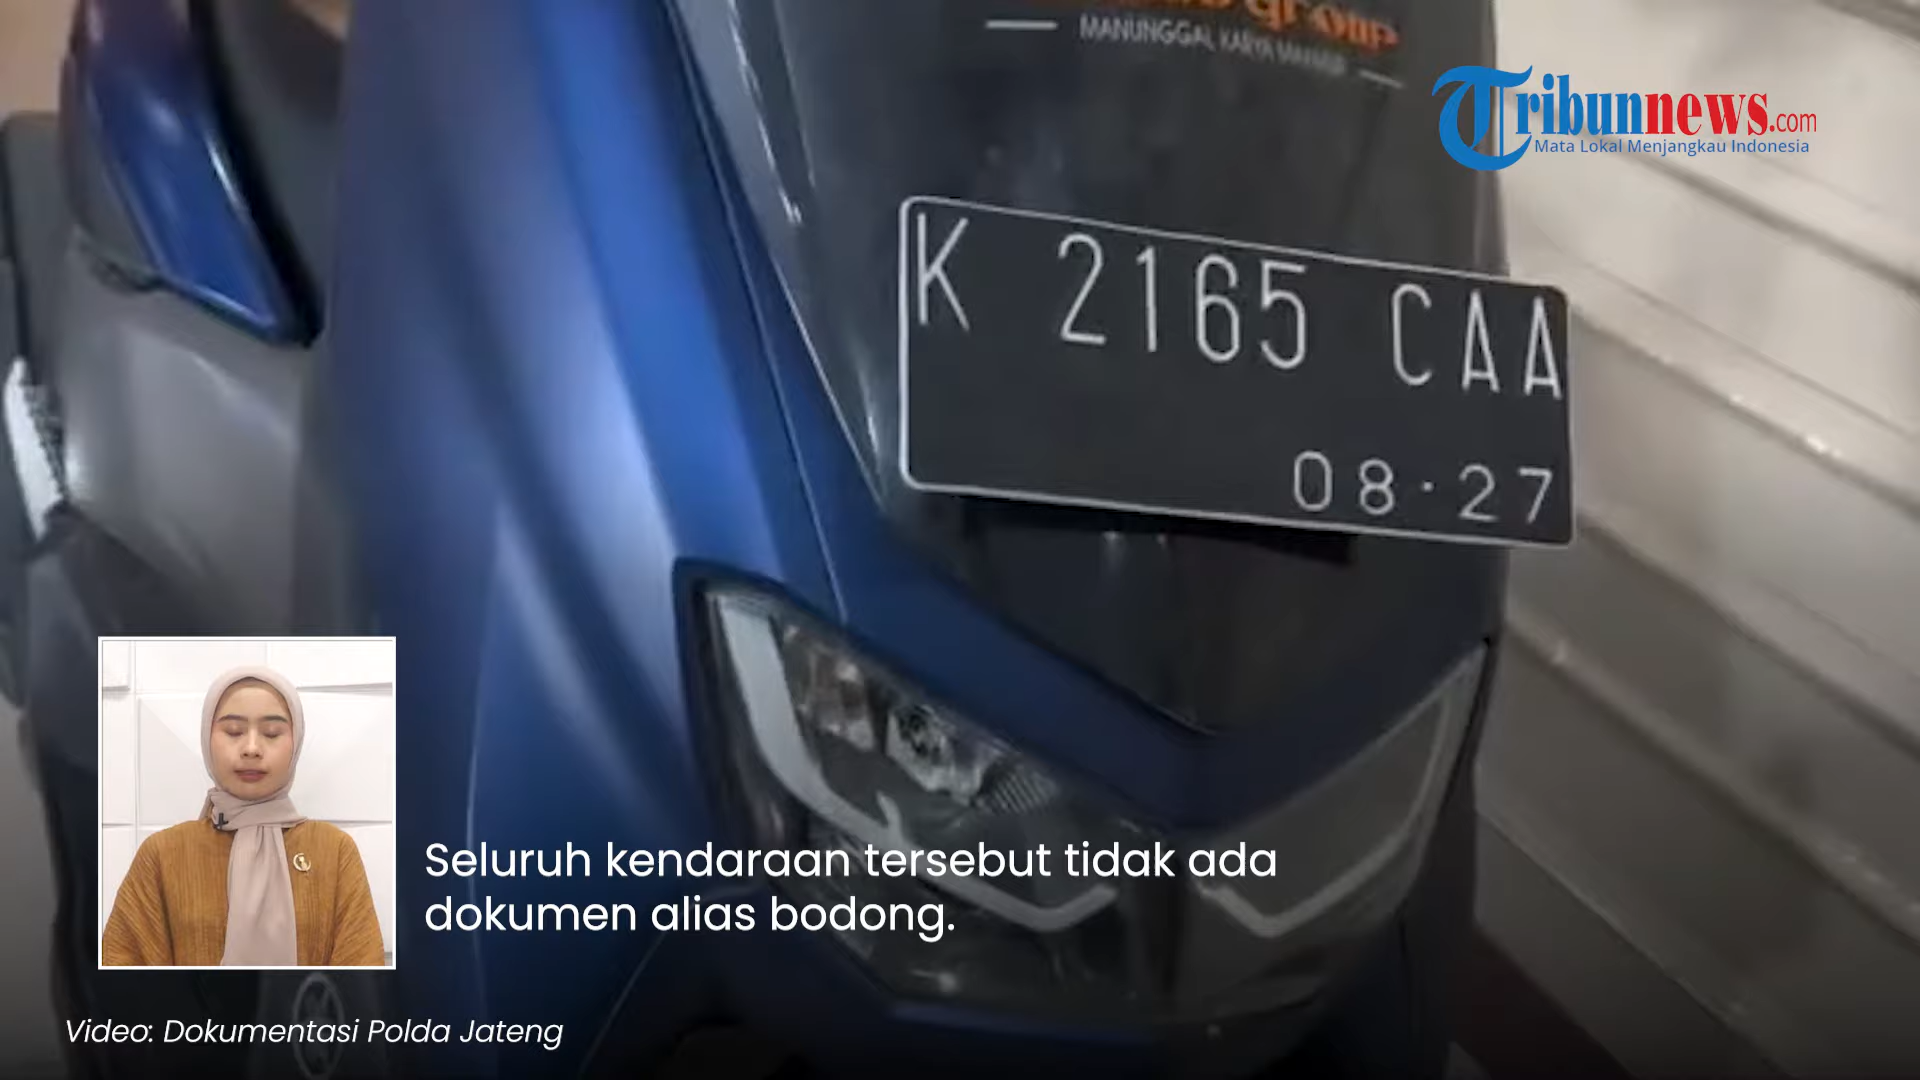 group
MANUNGGAL KARYA
Tribunnews.com
Mata Lokal Menjangkau Indonesia
K 2165 CAA
08·27
Seluruh kendaraan tersebut tidak ada
dokumen alias bodong.
Video: Dokumentasi Polda Jateng